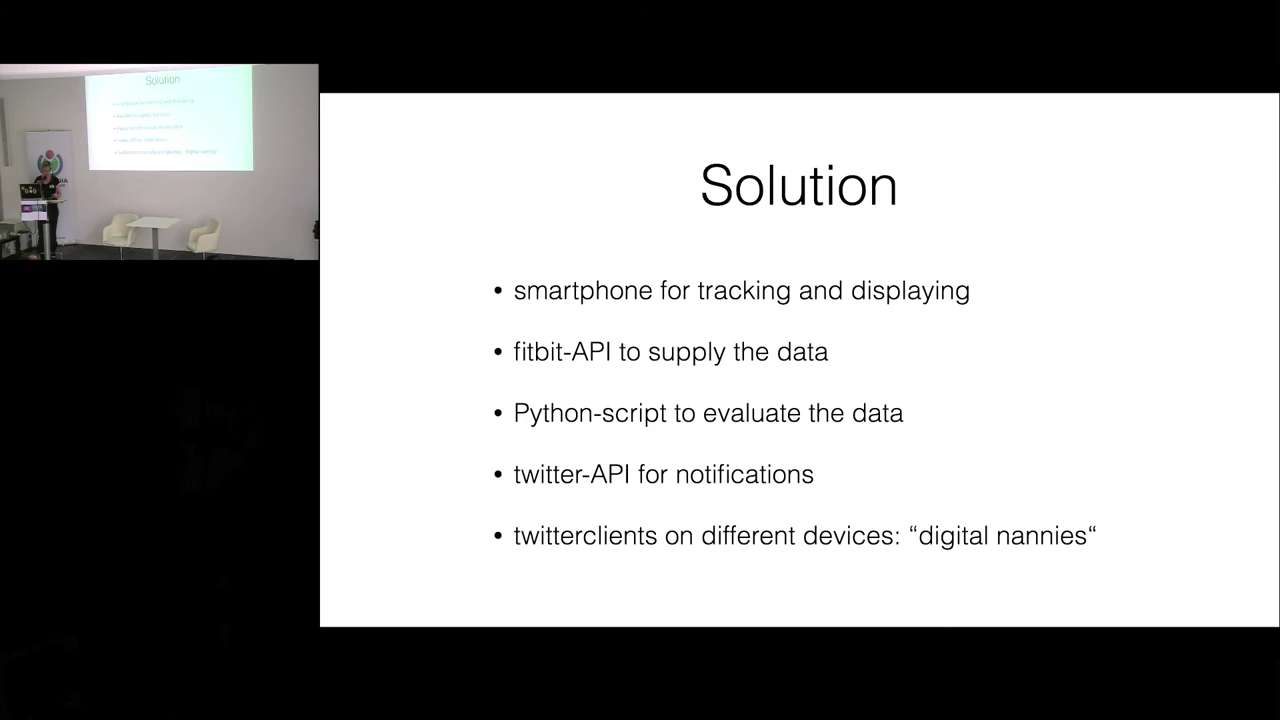 Solution
Solution
• smartphone for tracking and displaying
• fitbit-API to supply the data
• Python-script to evaluate the data
• twitter-API for notifications
• twitterclients on different devices: “digital nannies“